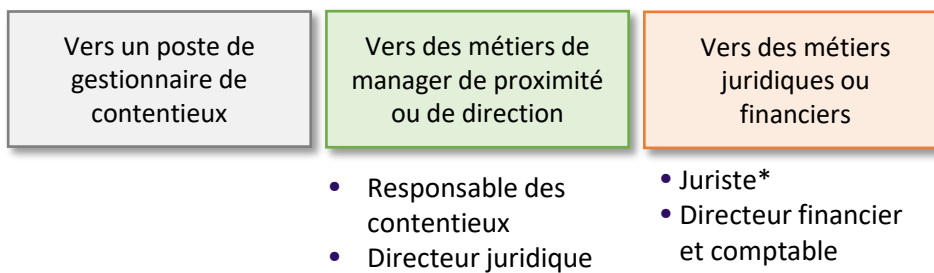 Vers un poste de
gestionnaire de
contentieux
Vers des métiers de
manager de proximité
ou de direction
Vers des métiers
juridiques ou
financiers
• Responsable des
contentieux
• Directeur juridique
• Juriste*
• Directeur financier
et comptable